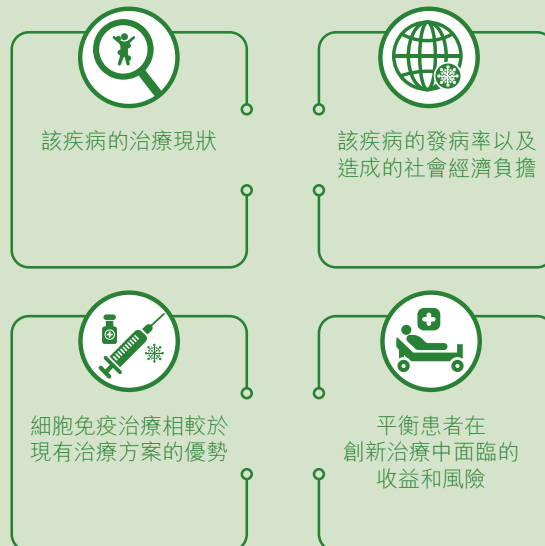 該疾病的治療現狀
該疾病的發病率以及
造成的社會經濟負擔
細胞免疫治療相較於
現有治療方案的優勢
平衡患者在
創新治療中面臨的
收益和風險